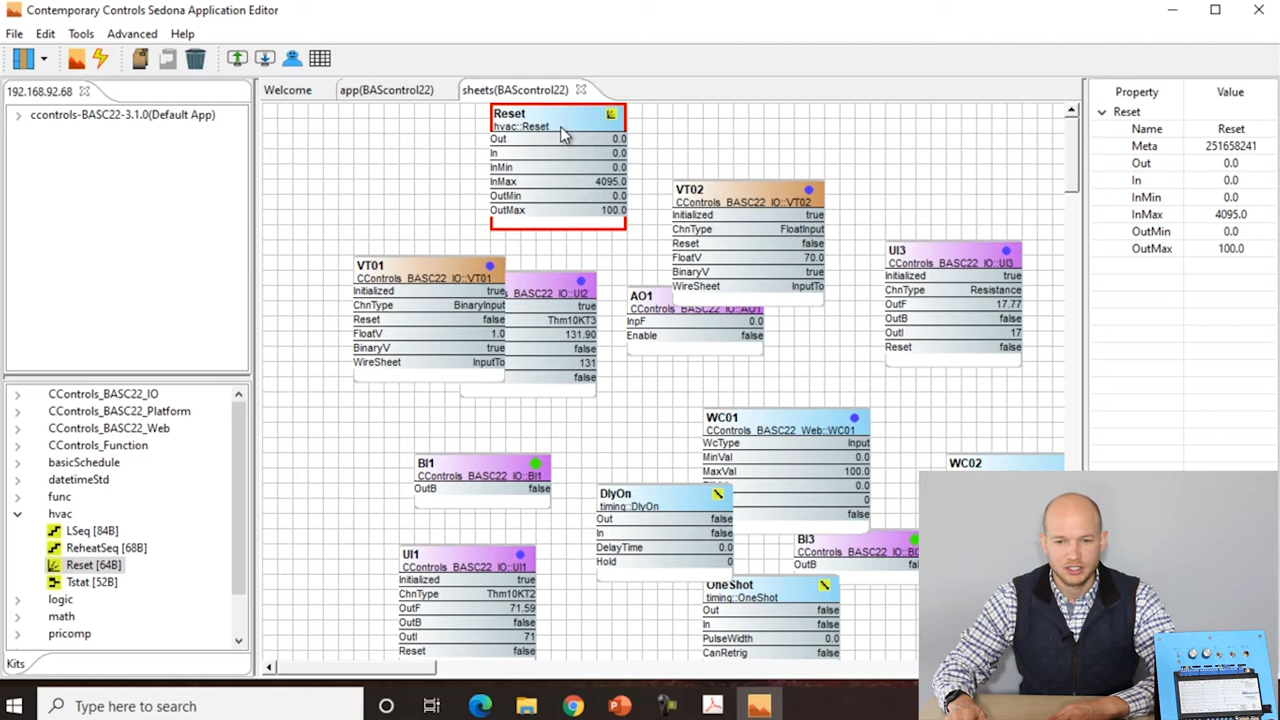 Contemporary Controls Sedona Application Editor
File Edit Tools Advanced Help
192.168.92.68
ccontrols-BASC22-3.1.0(Default App)
CControls_BASC22_IO
CControls_BASC22_Platform
CControls_BASC22_Web
CControls_Function
basicSchedule
datetimeStd
func
hvac
LSeq [84B]
ReheatSeq [68B]
Reset [64B]
Tstat [52B]
logic
math
pricomp
Kits
Welcome app(BAScontrol22) sheets(BAScontrol22)
Reset
hvac::Reset
Out 0.0
In 0.0
InMin 0.0
InMax 4095.0
OutMin 0.0
OutMax 100.0
VT02
CControls_BASC22_IO::VT02
Initialized true
ChnType FloatInput
Reset false
FloatV 70.0
BinaryV true
WireSheet InputTo
UI3
CControls_BASC22_IO::UI3
Initialized true
ChnType Resistance
OutF 17.77
OutB false
OutI 17
Reset false
VT01
CControls_BASC22_IO::VT01
Initialized true
ChnType BinaryInput
Reset false
FloatV 1.0
BinaryV true
WireSheet InputTo
s_BASC22_IO::UI2
true
Thm10KT3
131.90
false
131
false
AO1
CControls_BASC22_IO::AO1
InpF 0.0
Enable false
WC01
CControls_BASC22_Web::WC01
WcType Input
MinVal 0.0
MaxVal 100.0
0.0
0
false
WC02
BI1
CControls_BASC22_IO::BI1
OutB false
DlyOn
timing::DlyOn
Out false
In false
DelayTime 0.0
Hold 0
BI3
CControls_BASC22_IO::BI3
OutB fals
UI1
CControls_BASC22_IO::UI1
Initialized true
ChnType Thm10KT2
OutF 71.59
OutB false
OutI 71
Reset false
OneShot
timing::OneShot
Out false
In false
PulseWidth 0.0
CanRetrig false
Property Value
Reset
Name Reset
Meta 251658241
Out 0.0
In 0.0
InMin 0.0
InMax 4095.0
OutMin 0.0
OutMax 100.0
Type here to search